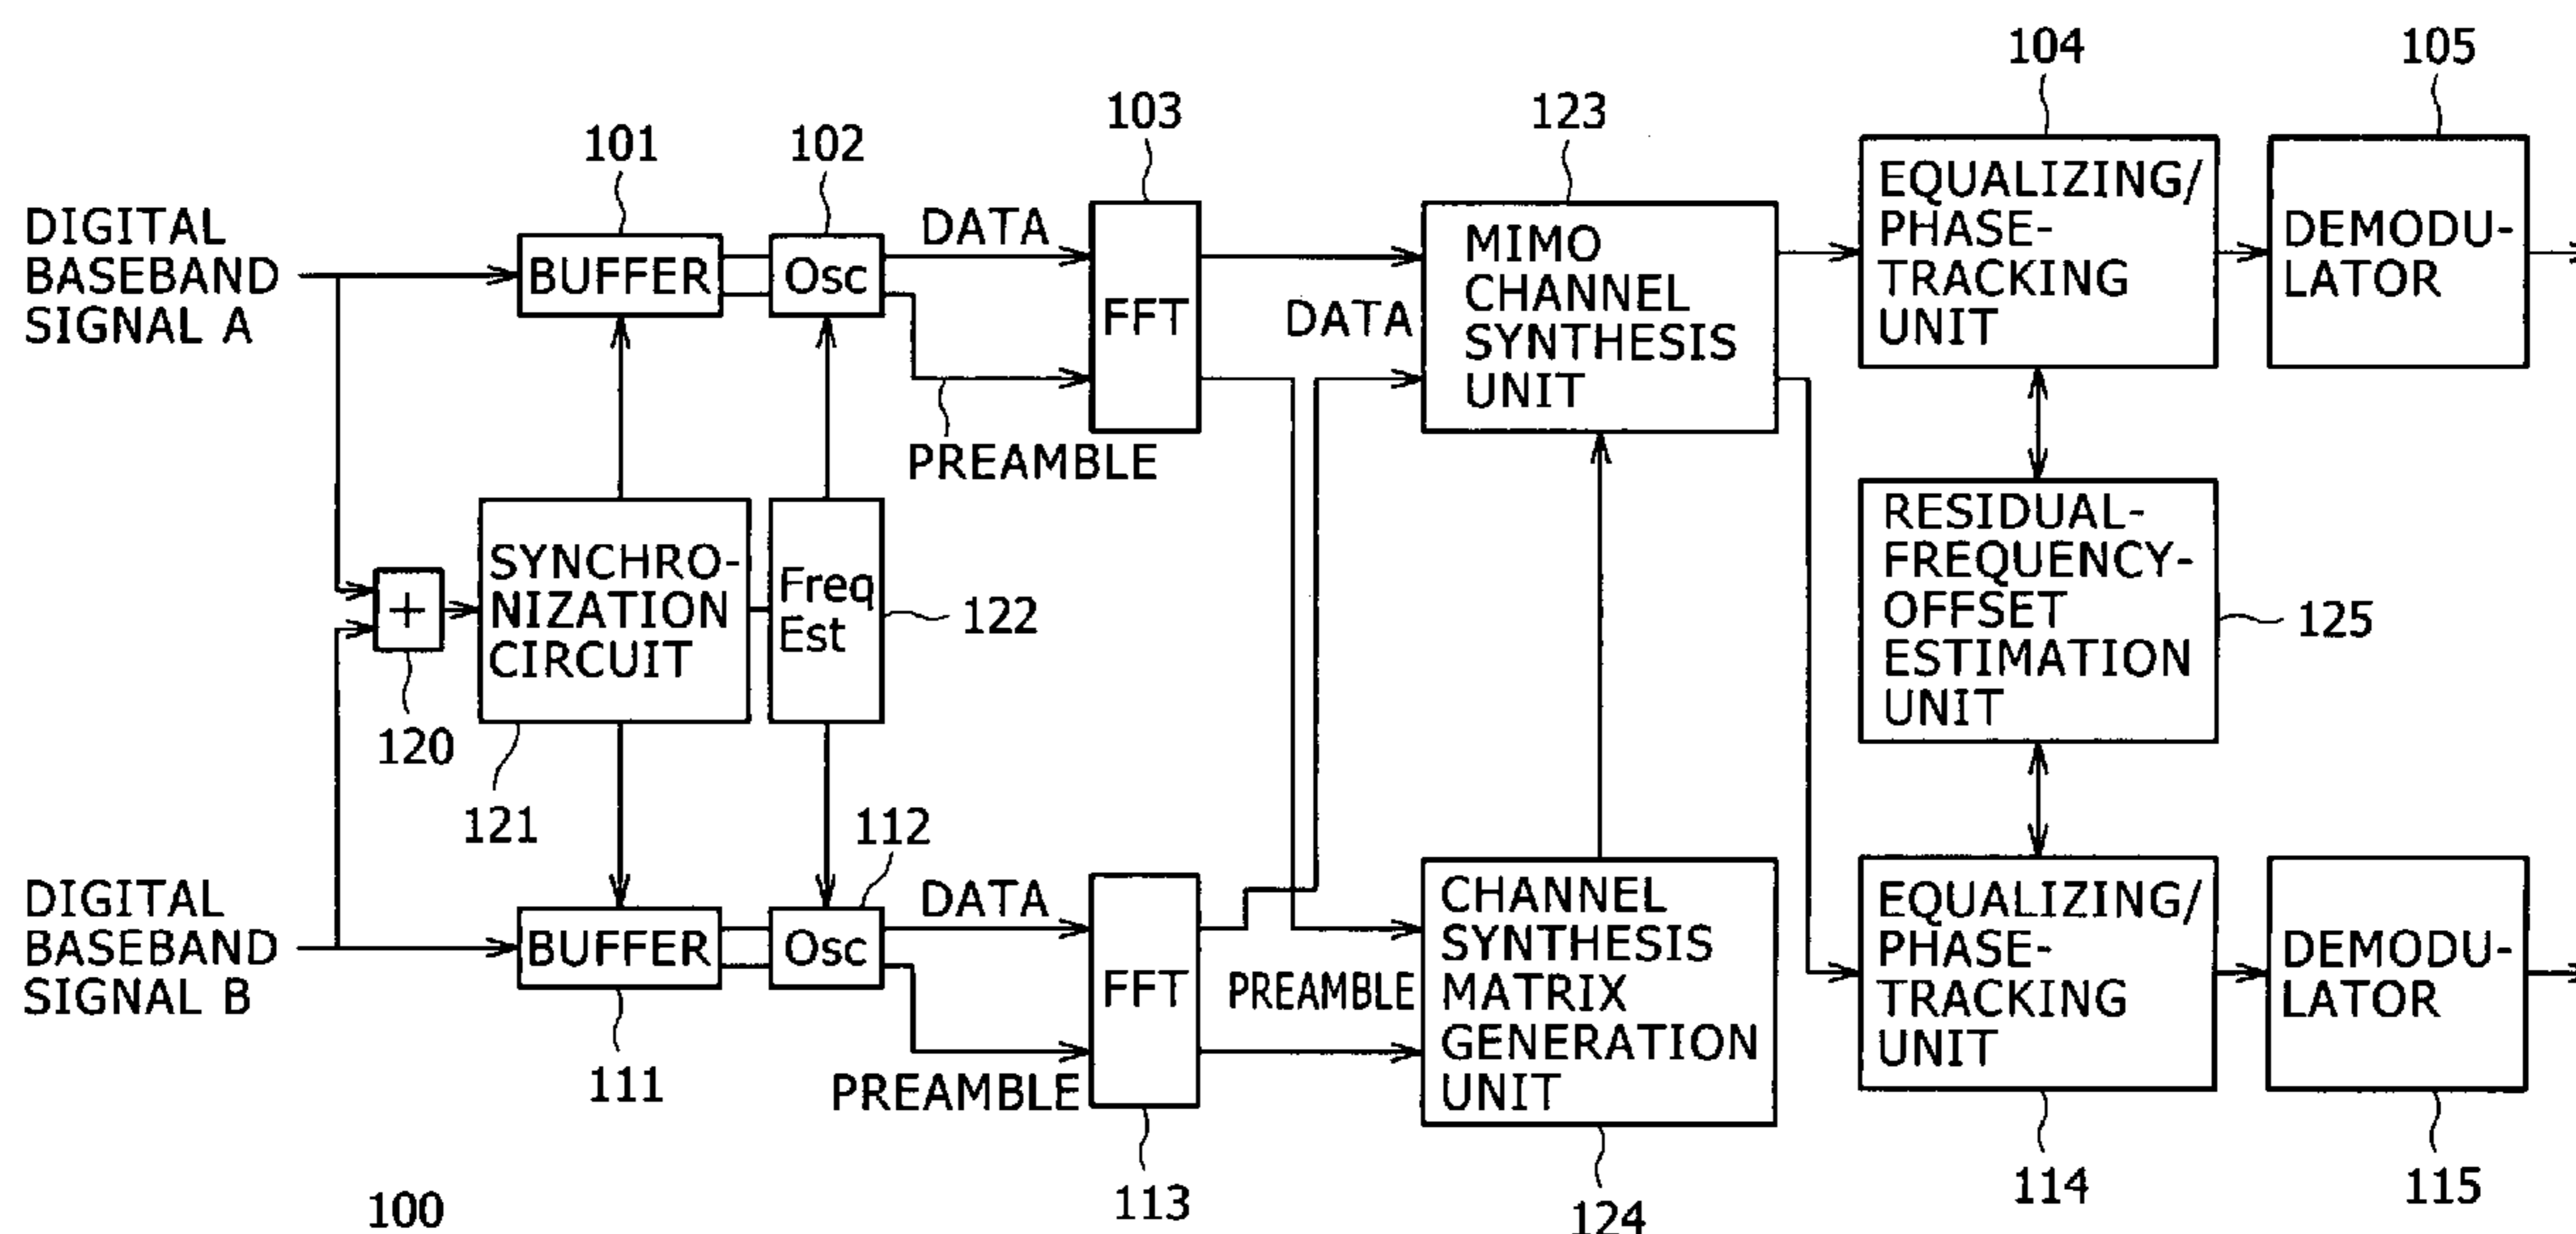 104
105
103
123
101
102
DIGITAL
BASEBAND
SIGNAL A
BUFFER
Osc
DATA
PREAMBLE
FFT
DATA
MIMO
CHANNEL
SYNTHESIS
UNIT
EQUALIZING/
PHASE-
TRACKING
UNIT
DEMODU-
LATOR
+
120
SYNCHRO-
NIZATION
CIRCUIT
121
Freq
Est
122
RESIDUAL-
FREQUENCY-
OFFSET
ESTIMATION
UNIT
125
112
DIGITAL
BASEBAND
SIGNAL B
BUFFER
111
Osc
DATA
PREAMBLE
FFT
113
PREAMBLE
CHANNEL
SYNTHESIS
MATRIX
GENERATION
UNIT
124
EQUALIZING/
PHASE-
TRACKING
UNIT
114
DEMODU-
LATOR
115
100